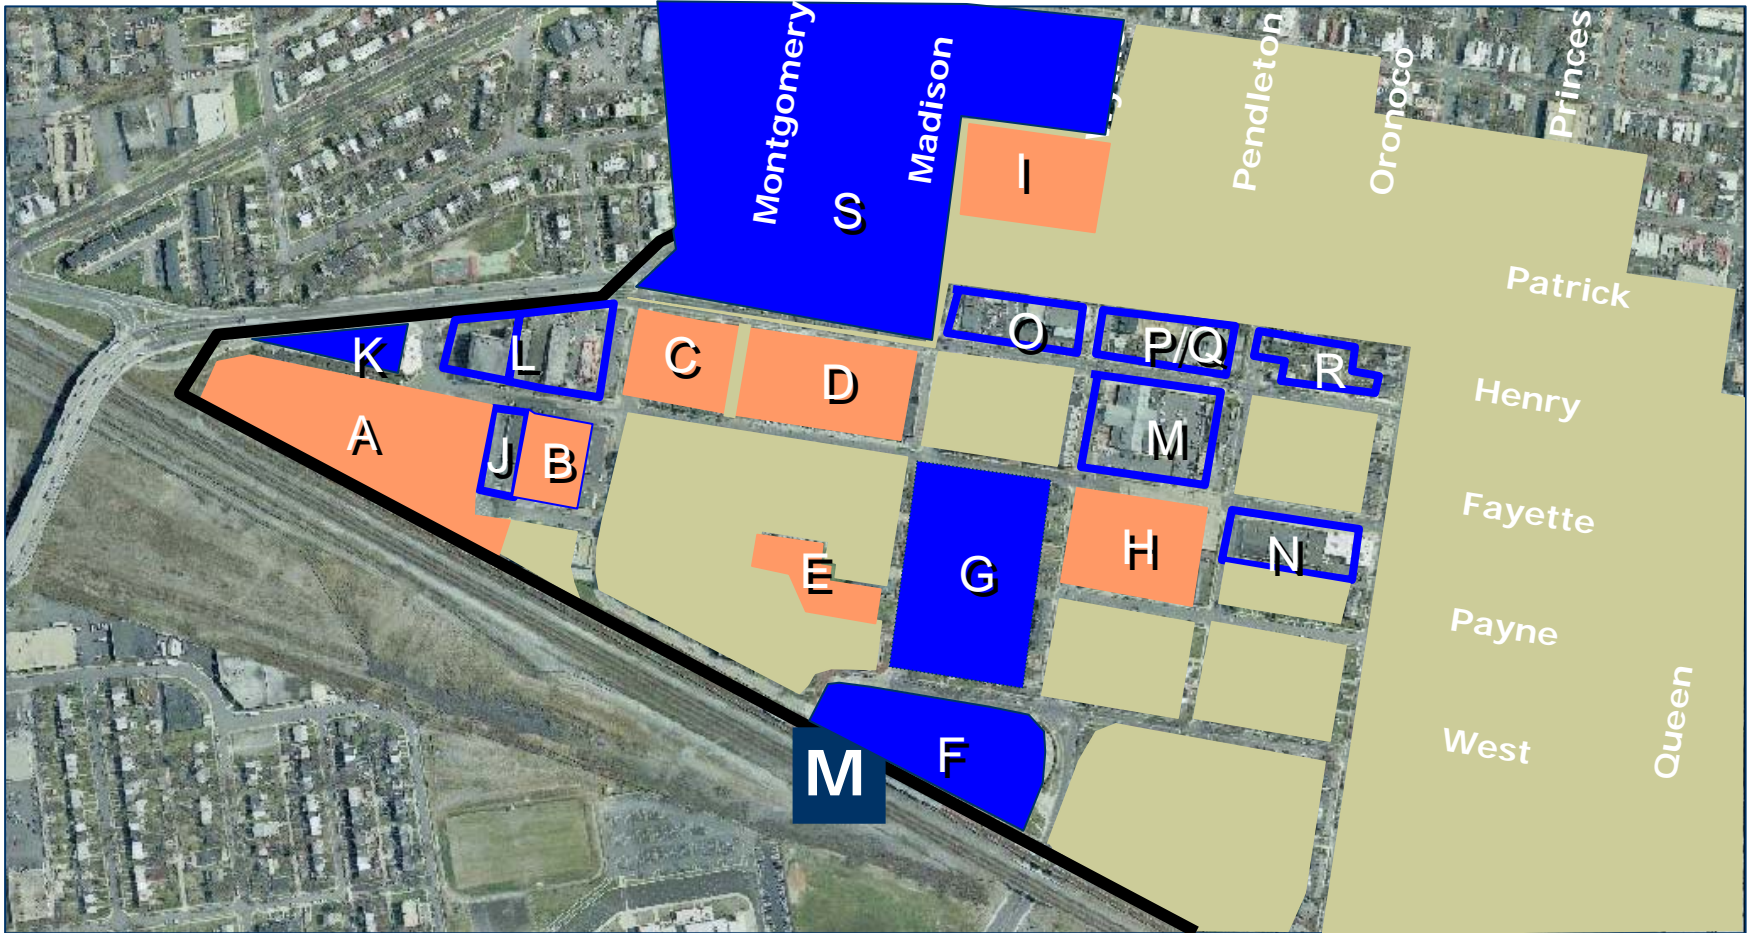 Montgomery
Madison
Pendleton
Oronoco
Princes
S
I
Patrick
K
L
C
D
O
P/Q
R
Henry
A
J
B
M
Fayette
E
G
H
N
Payne
Queen
West
F
M